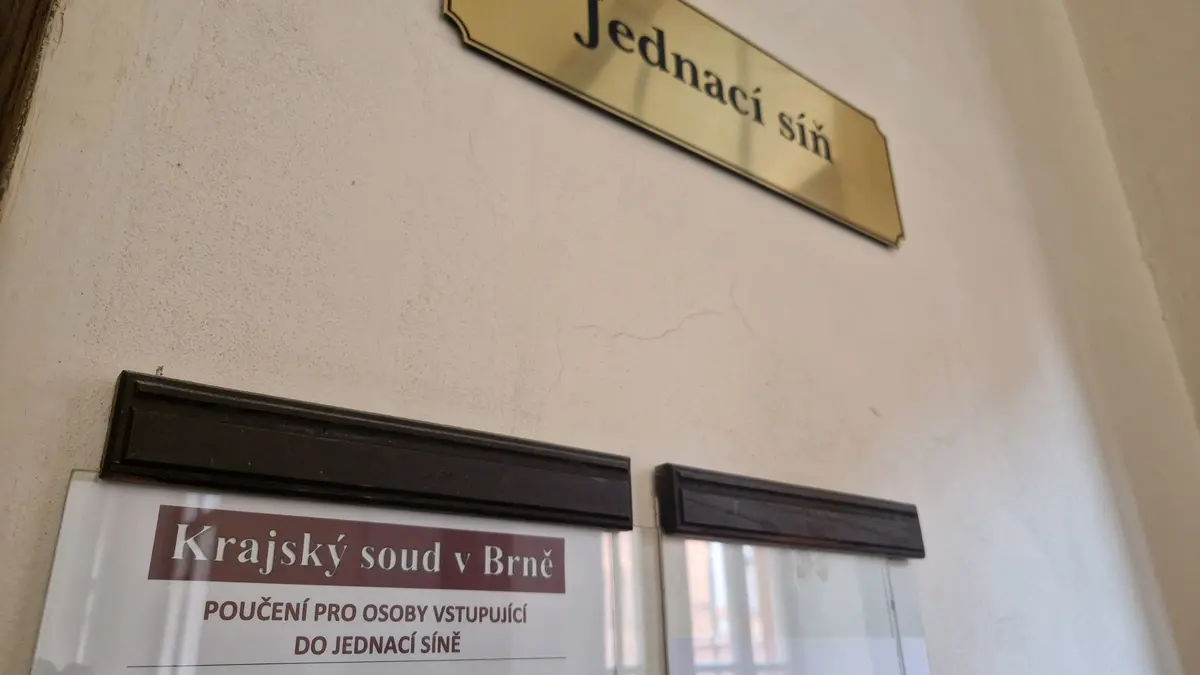 Jednací síň
Krajský soud v Brně
POUČENÍ PRO OSOBY VSTUPUJÍCÍ
DO JEDNACÍ SÍNĚ